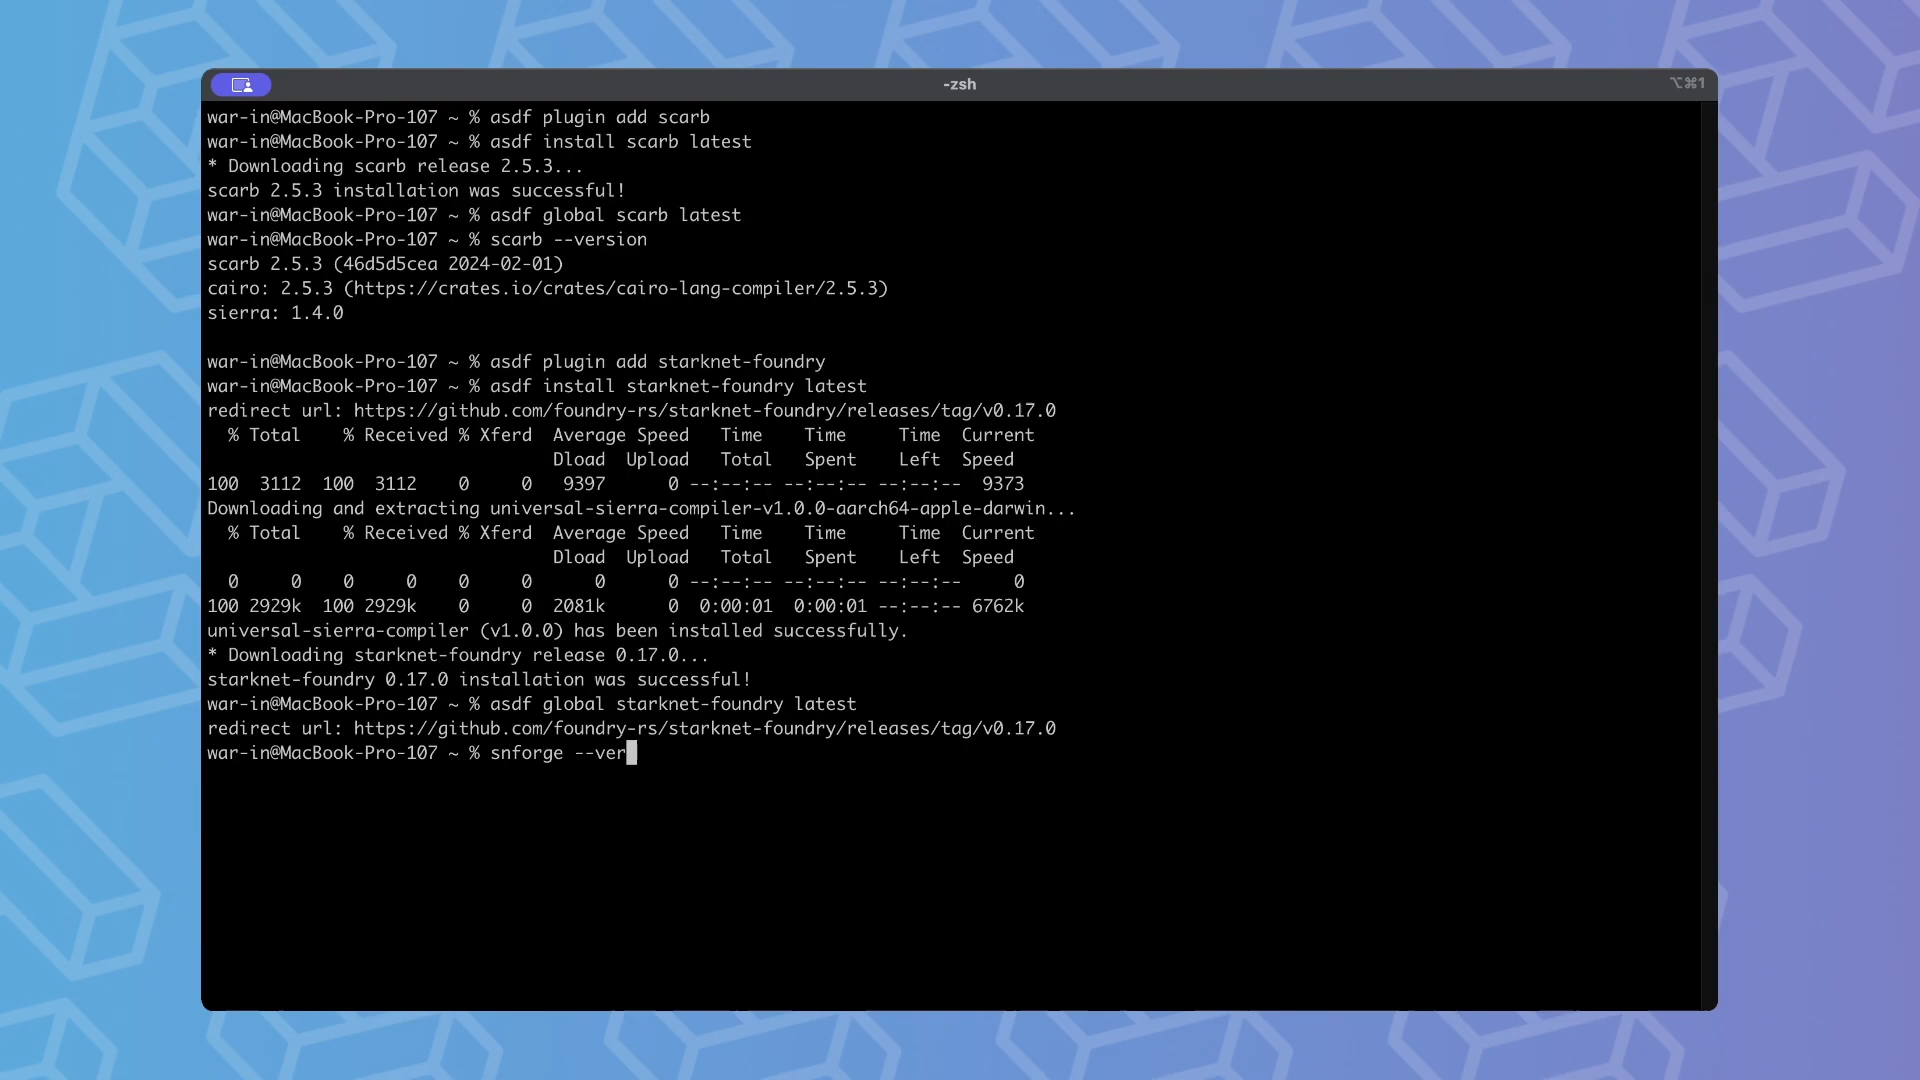 -zsh
⌥⌘1
war-in@MacBook-Pro-107 ~ % asdf plugin add scarb
war-in@MacBook-Pro-107 ~ % asdf install scarb latest
* Downloading scarb release 2.5.3...
scarb 2.5.3 installation was successful!
war-in@MacBook-Pro-107 ~ % asdf global scarb latest
war-in@MacBook-Pro-107 ~ % scarb --version
scarb 2.5.3 (46d5d5cea 2024-02-01)
cairo: 2.5.3 (https://crates.io/crates/cairo-lang-compiler/2.5.3)
sierra: 1.4.0
war-in@MacBook-Pro-107 ~ % asdf plugin add starknet-foundry
war-in@MacBook-Pro-107 ~ % asdf install starknet-foundry latest
redirect url: https://github.com/foundry-rs/starknet-foundry/releases/tag/v0.17.0
  % Total    % Received % Xferd  Average Speed   Time    Time     Time  Current
                                 Dload  Upload   Total   Spent    Left  Speed
100  3112  100  3112    0     0   9397      0 --:--:-- --:--:-- --:--:--  9373
Downloading and extracting universal-sierra-compiler-v1.0.0-aarch64-apple-darwin...
  % Total    % Received % Xferd  Average Speed   Time    Time     Time  Current
                                 Dload  Upload   Total   Spent    Left  Speed
  0     0    0     0    0     0      0      0 --:--:-- --:--:-- --:--:--     0
100 2929k  100 2929k    0     0  2081k      0  0:00:01  0:00:01 --:--:-- 6762k
universal-sierra-compiler (v1.0.0) has been installed successfully.
* Downloading starknet-foundry release 0.17.0...
starknet-foundry 0.17.0 installation was successful!
war-in@MacBook-Pro-107 ~ % asdf global starknet-foundry latest
redirect url: https://github.com/foundry-rs/starknet-foundry/releases/tag/v0.17.0
war-in@MacBook-Pro-107 ~ % snforge --ver